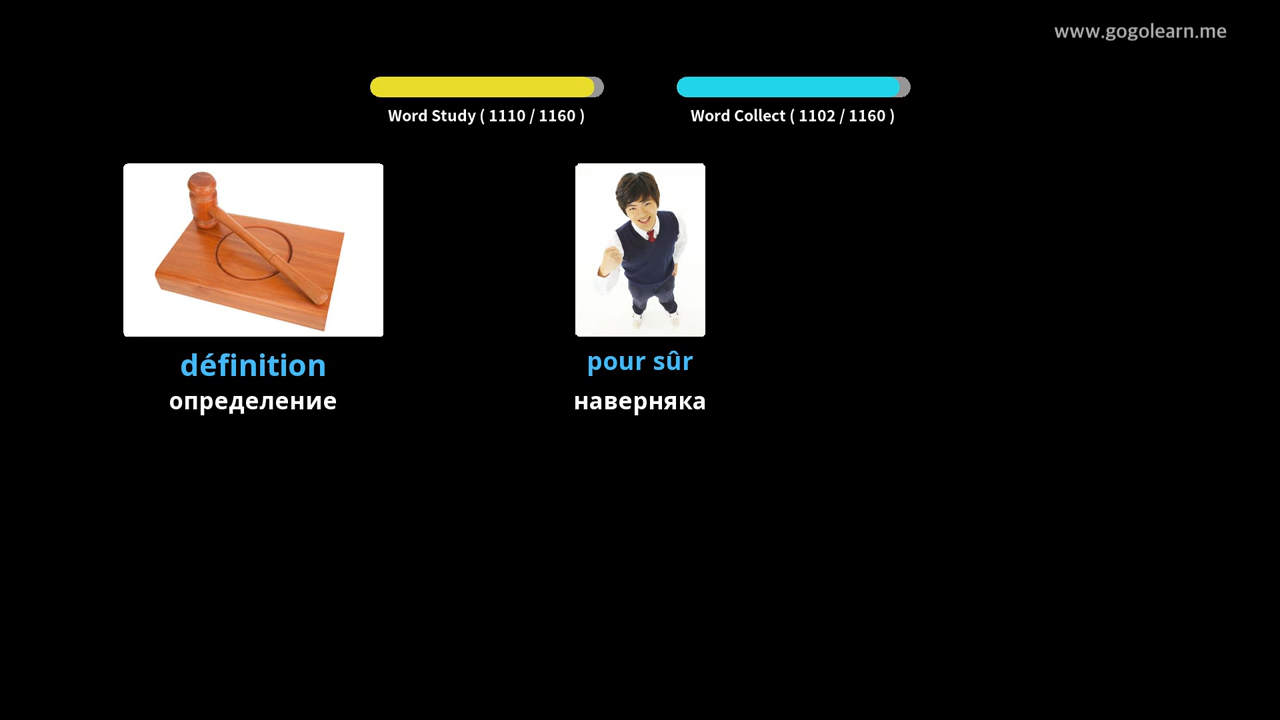 www.gogolearn.me
Word Study ( 1110 / 1160 )
Word Collect ( 1102 / 1160 )
définition
определение
pour sûr
наверняка